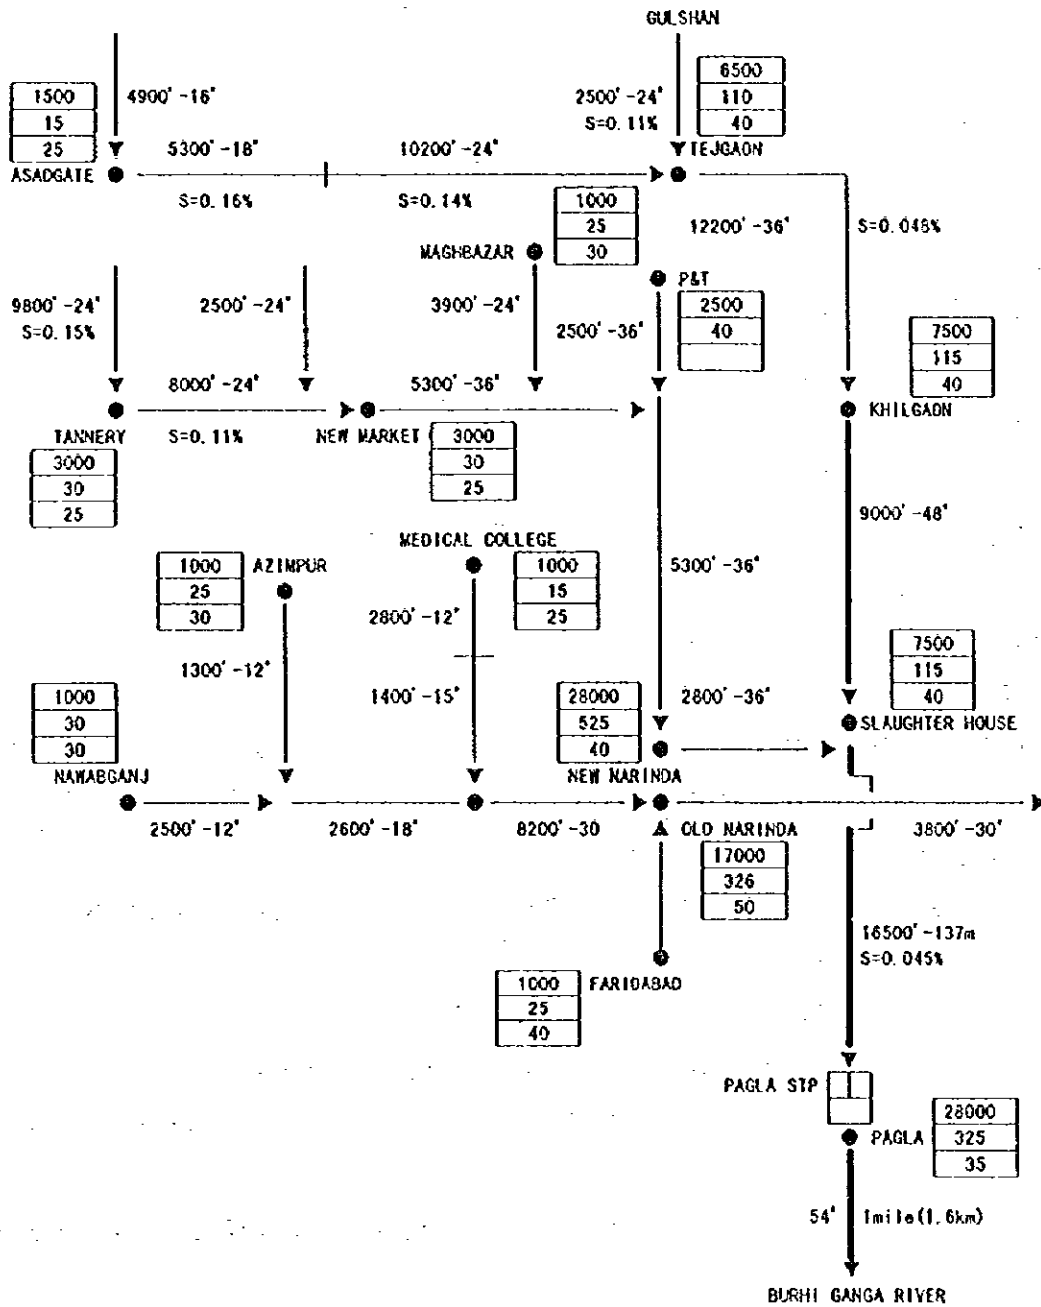 GULSHAN
1500
15
25
4900' -16"
2500' -24"
S=0.11%
6500
110
40
ASADGATE
5300' -18"
10200' -24"
TEJGAON
S=0.16%
S=0.14%
1000
25
30
12200' -36"
S=0.048%
MAGHBAZAR
P&T
9800' -24"
S=0.15%
2500' -24"
3900' -24"
2500' -36"
2500
40
7500
115
40
8000' -24"
5300' -36"
KHILGAON
TANNERY
S=0.11%
NEW MARKET
3000
30
25
3000
30
25
9000' -48"
MEDICAL COLLEGE
1000
25
30
AZIMPUR
1000
15
25
5300' -36"
2800' -12"
7500
115
40
1300' -12"
1000
30
30
1400' -15"
28000
525
40
2800' -36"
SLAUGHTER HOUSE
NAWABGANJ
NEW NARINDA
2500' -12"
2600' -18"
8200' -30
OLD NARINDA
3800' -30"
17000
326
50
16500' -137m
S=0.045%
1000
25
40
FARIDABAD
PAGLA STP
28000
325
35
PAGLA
54"
1mile(1.6km)
BURHI GANGA RIVER